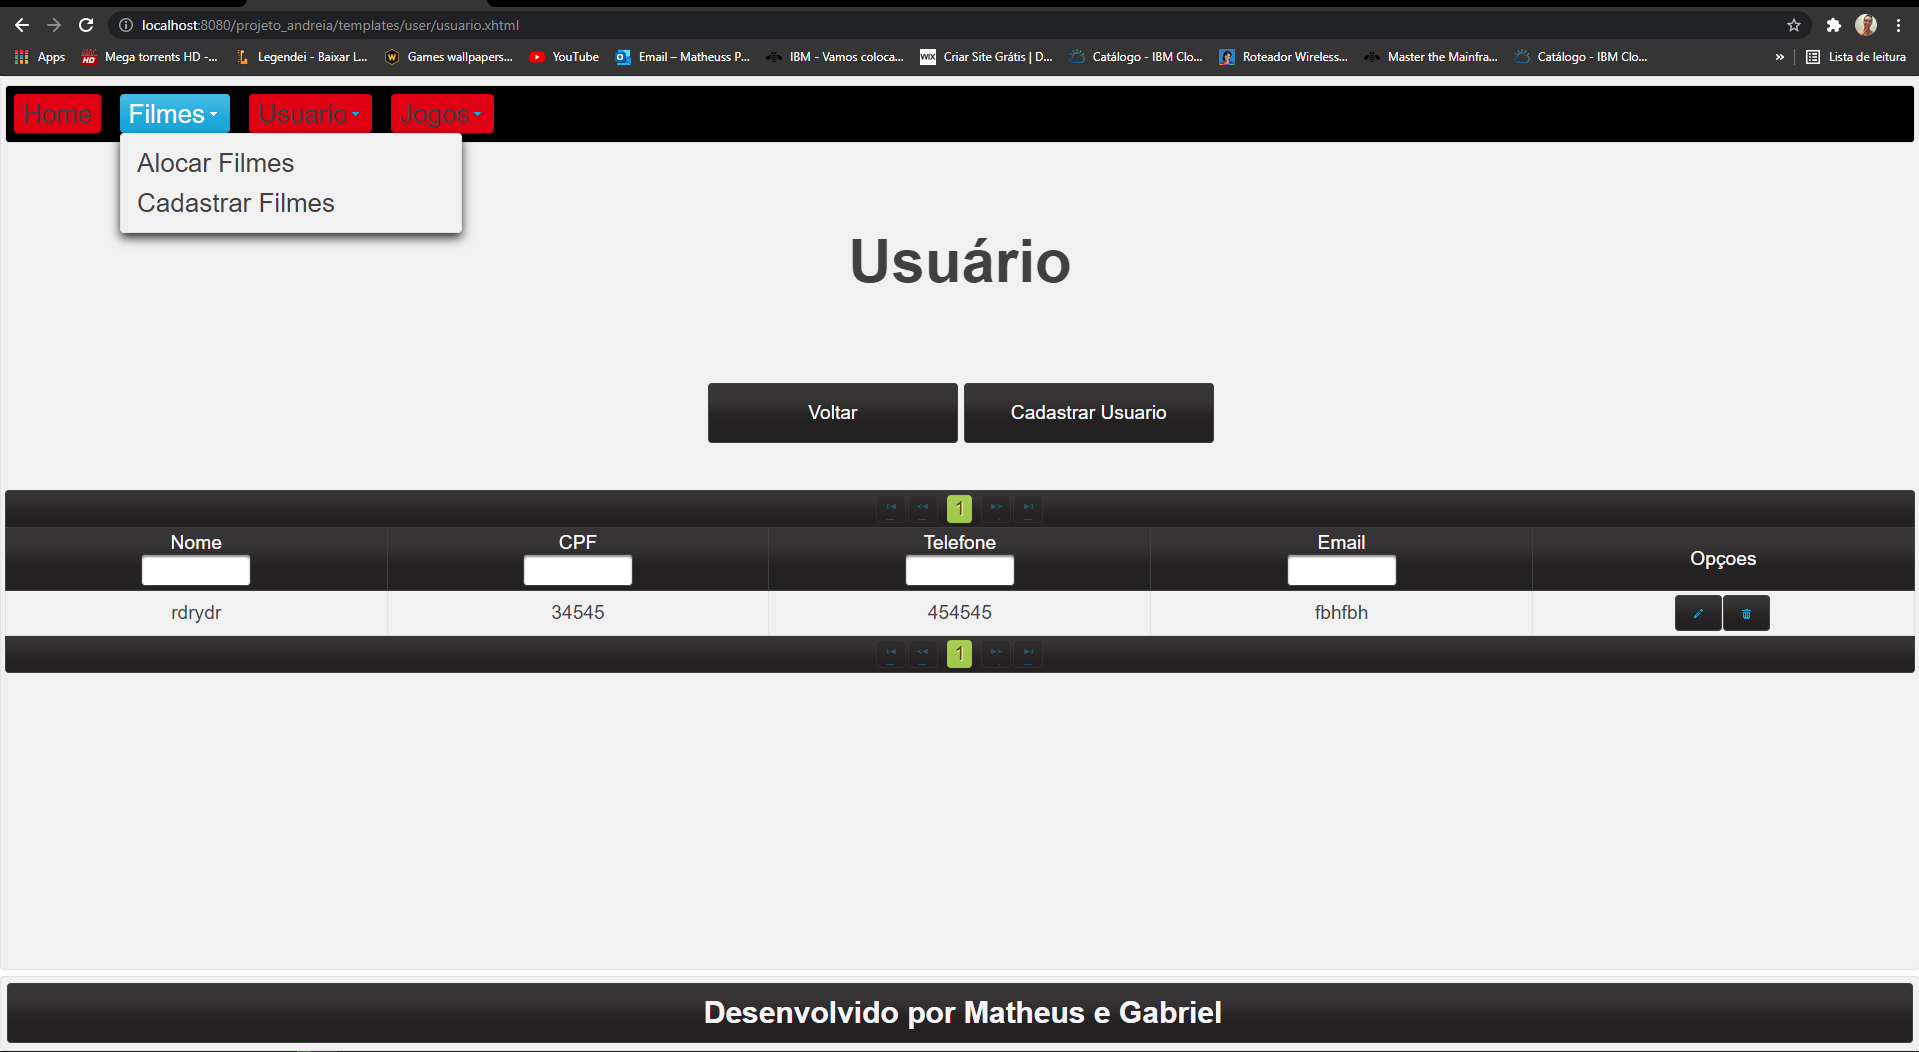 localhost:8080/projeto_andreia/templates/user/usuario.xhtml
Apps Mega torrents HD -... Legendei - Baixar L... Games wallpapers... YouTube Email – Matheuss P... IBM - Vamos coloca... Criar Site Grátis | D... Catálogo - IBM Clo... Roteador Wireless... Master the Mainfra... Catálogo - IBM Clo... » Lista de leitura
Home Filmes Usuario Jogos
Alocar Filmes
Cadastrar Filmes
Usuário
Voltar Cadastrar Usuario
1
Nome CPF Telefone Email Opçoes
rdrydr 34545 454545 fbhfbh
1
Desenvolvido por Matheus e Gabriel